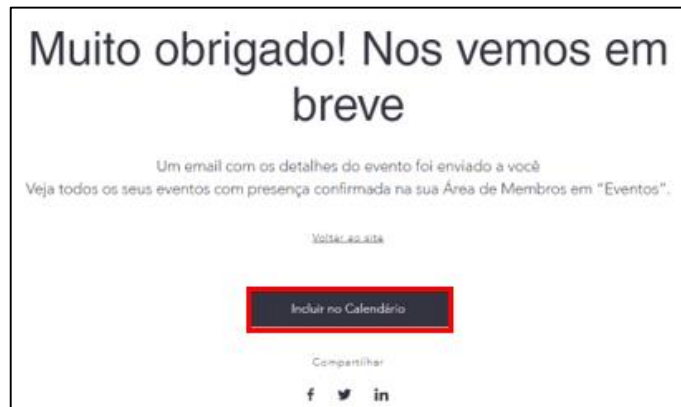 Muito obrigado! Nos vemos em
breve
Um email com os detalhes do evento foi enviado a você
Veja todos os seus eventos com presença confirmada na sua Área de Membros em "Eventos".
Voltar ao site
Incluir no Calendário
Compartilhar